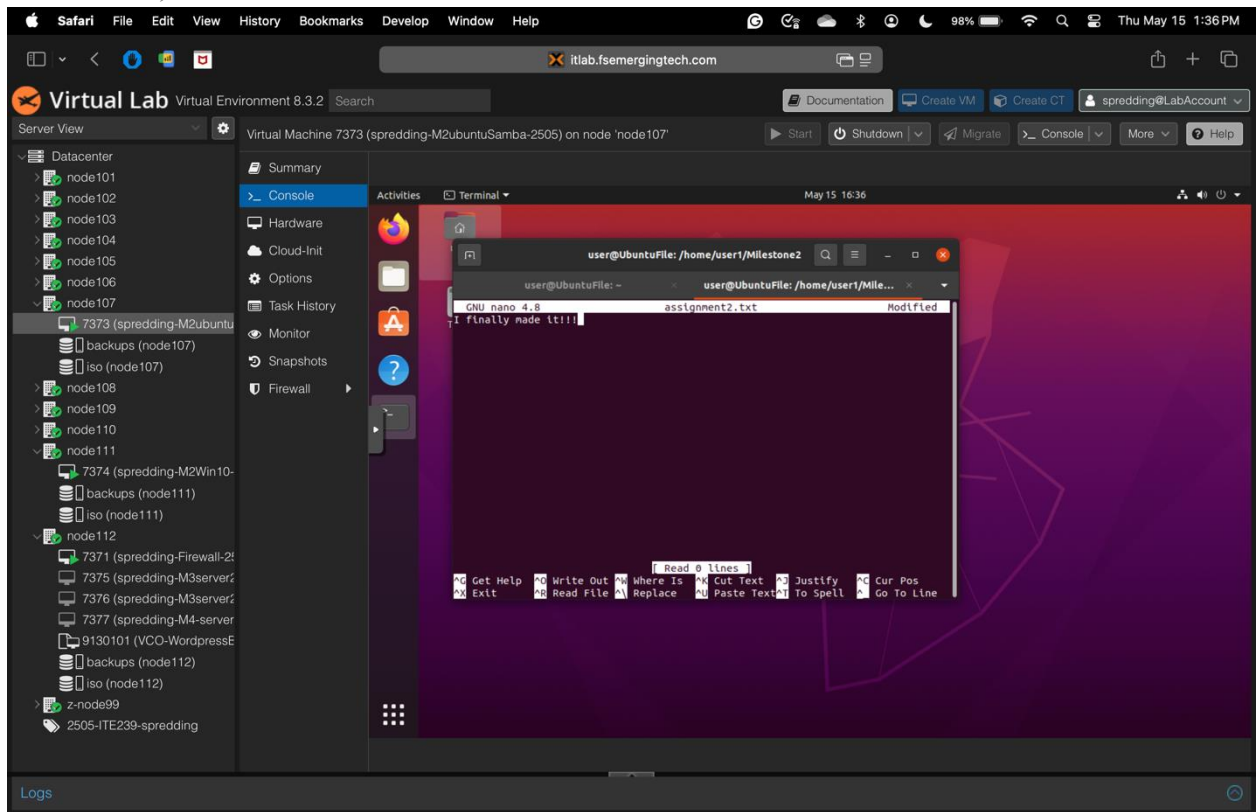 Safari File Edit View History Bookmarks Develop Window Help 98% Thu May 15 1:36 PM
itlab.fsemergingtech.com
Virtual Lab Virtual Environment 8.3.2 Search Documentation Create VM Create CT spredding@LabAccount
Server View
Virtual Machine 7373 (spredding-M2ubuntuSamba-2505) on node 'node107' Start Shutdown Migrate >_ Console More Help
Datacenter
node101
node102
node103
node104
node105
node106
node107
7373 (spredding-M2ubuntu
backups (node107)
iso (node107)
node108
node109
node110
node111
7374 (spredding-M2Win10-
backups (node111)
iso (node111)
node112
7371 (spredding-Firewall-25
7375 (spredding-M3server2
7376 (spredding-M3server2
7377 (spredding-M4-server
9130101 (VCO-WordpressE
backups (node112)
iso (node112)
z-node99
2505-ITE239-spredding
Summary
>_ Console
Hardware
Cloud-Init
Options
Task History
Monitor
Snapshots
Firewall
Activities Terminal May 15 16:36
user@UbuntuFile: /home/user1/Milestone2
user@UbuntuFile: ~ user@UbuntuFile: /home/user1/Mile...
GNU nano 4.8 assignment2.txt Modified
I finally made it!!!
[ Read 0 lines ]
^G Get Help ^O Write Out ^W Where Is ^K Cut Text ^J Justify ^C Cur Pos
^X Exit ^R Read File ^\ Replace ^U Paste Text ^T To Spell ^_ Go To Line
Logs